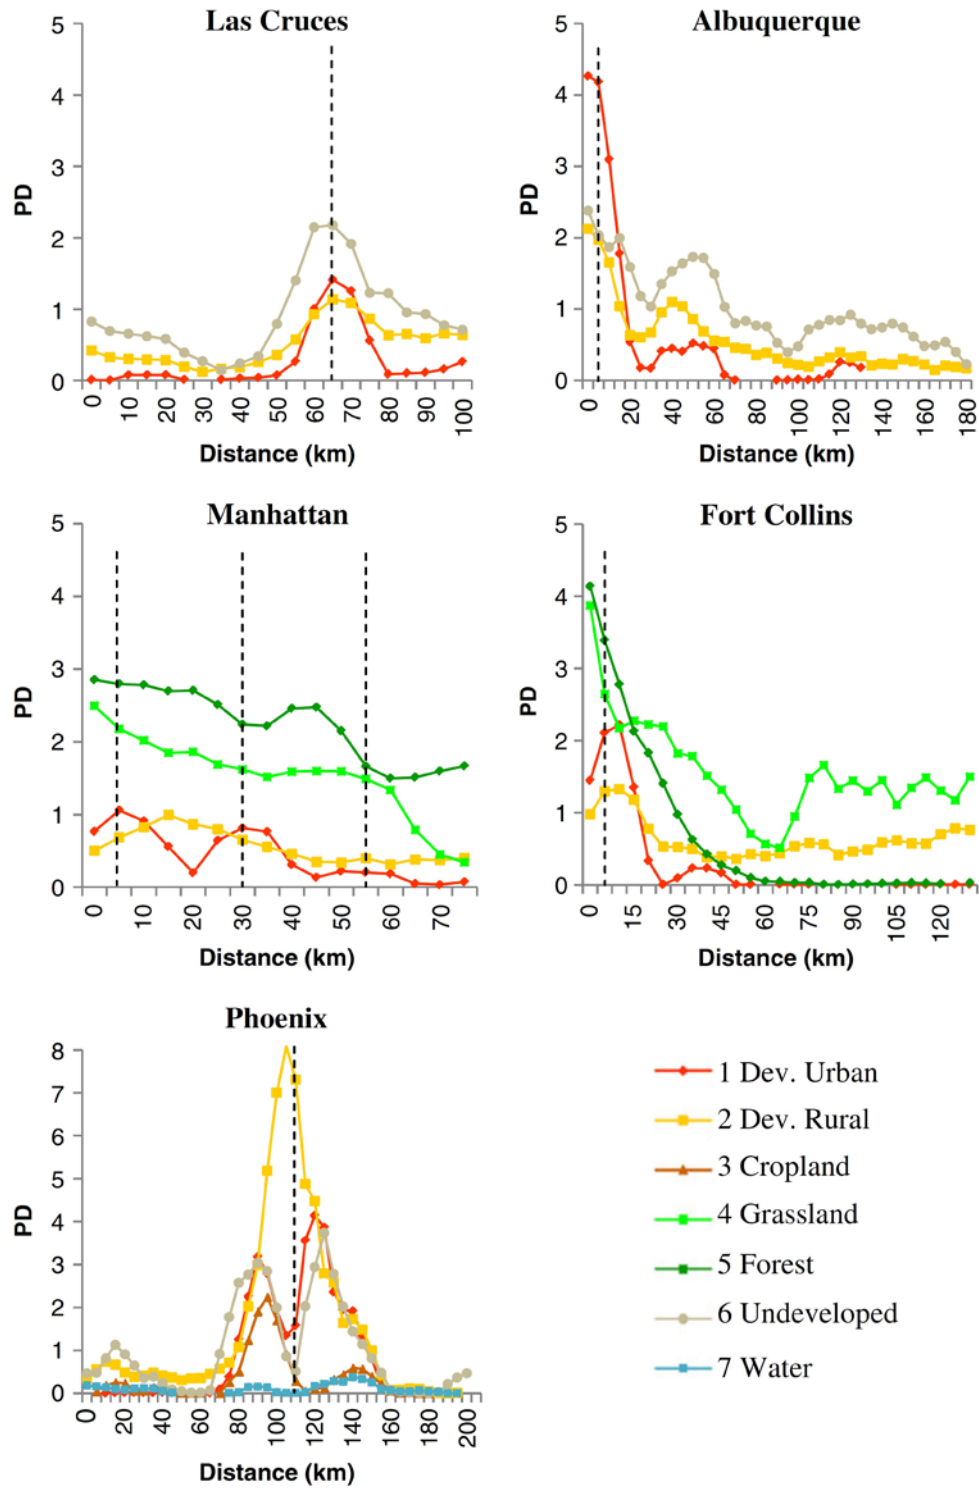 Las Cruces
5
4
3
2
1
0
PD
0 10 20 30 40 50 60 70 80 90 100
Distance (km)
Albuquerque
5
4
3
2
1
0
PD
0 20 40 60 80 100 120 140 160 180
Distance (km)
Manhattan
5
4
3
2
1
0
PD
0 10 20 30 40 50 60 70
Distance (km)
Fort Collins
5
4
3
2
1
0
PD
0 15 30 45 60 75 90 105 120
Distance (km)
Phoenix
8
7
6
5
4
3
2
1
0
PD
0 20 40 60 80 100 120 140 160 180 200
Distance (km)
1 Dev. Urban
2 Dev. Rural
3 Cropland
4 Grassland
5 Forest
6 Undeveloped
7 Water